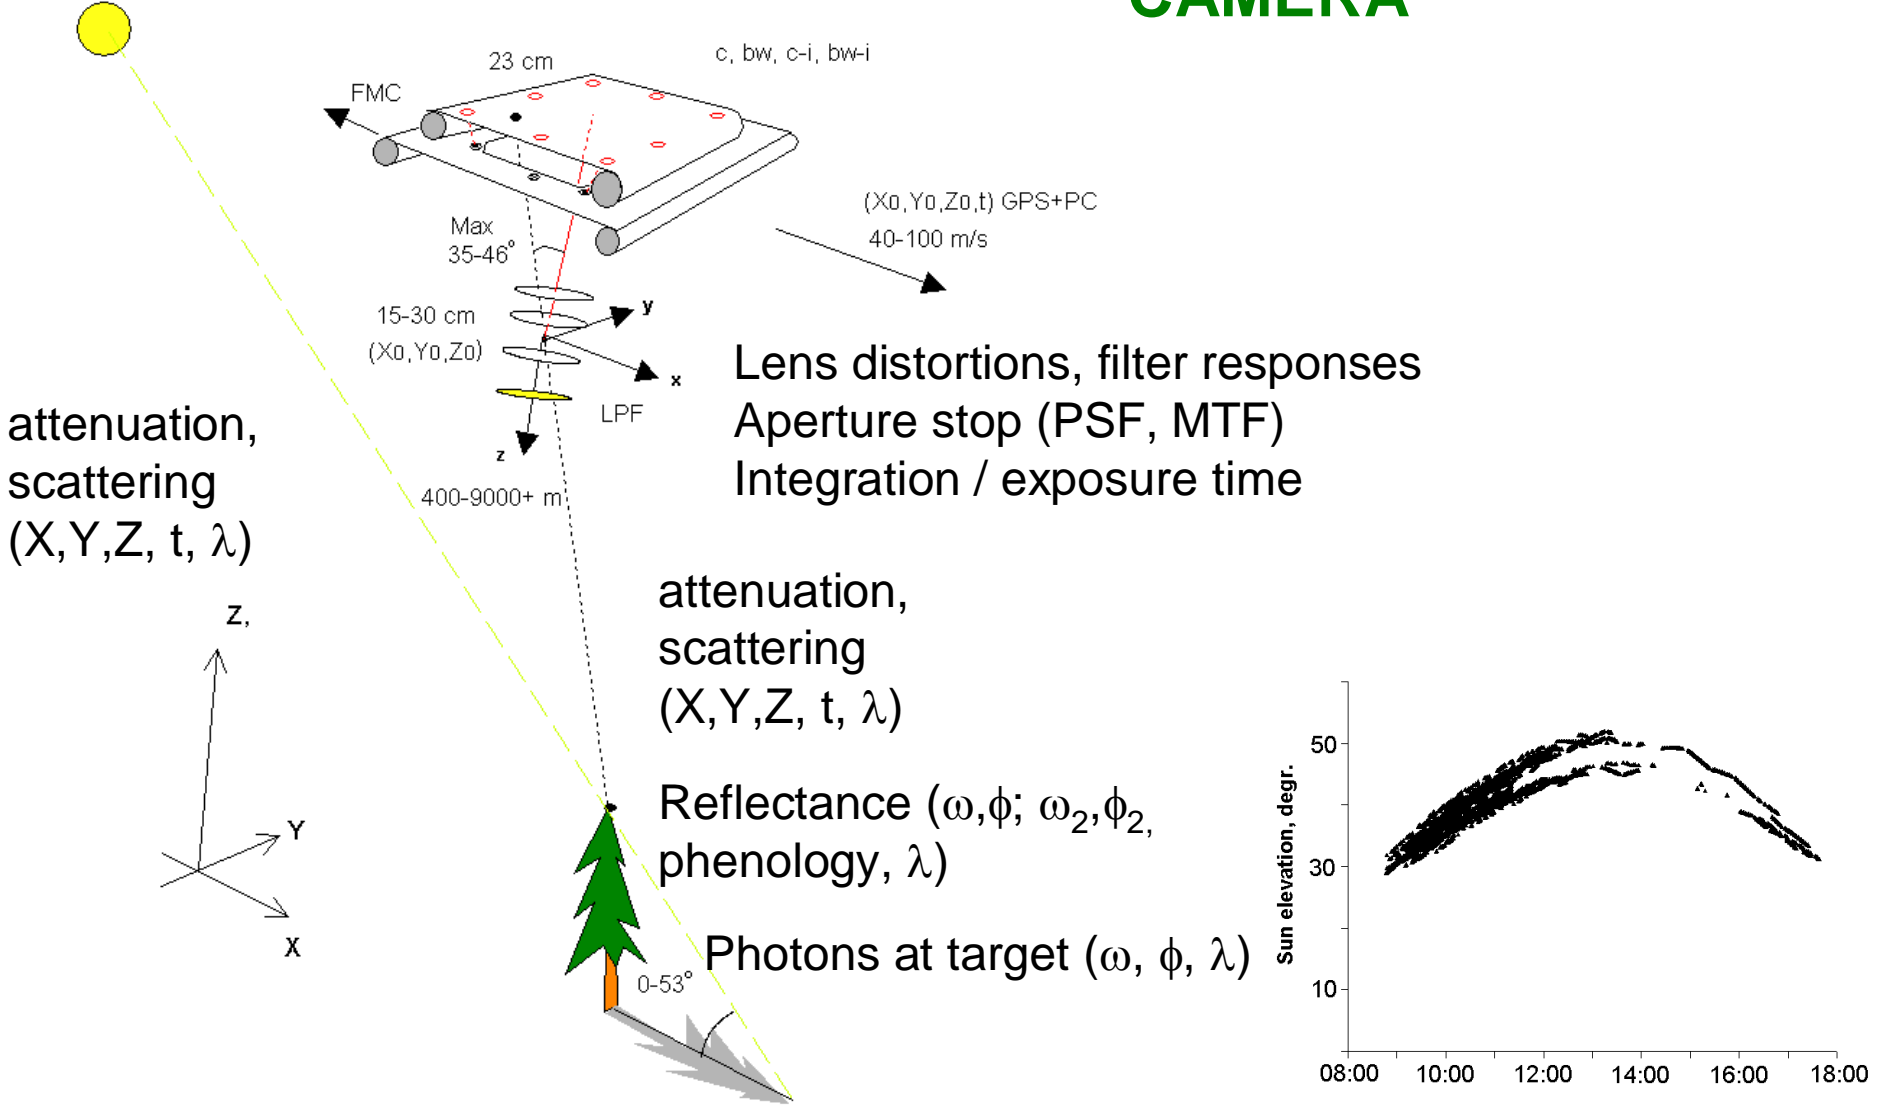 CAMERA
23 cm
c, bw, c-i, bw-i
FMC
(X0,Y0,Z0,t) GPS+PC
40-100 m/s
Max
35-46°
15-30 cm
(X0,Y0,Z0)
y
x
LPF
z
400-9000+ m
Lens distortions, filter responses
Aperture stop (PSF, MTF)
Integration / exposure time
attenuation,
scattering
(X,Y,Z, t, λ)
Z,
Y
X
attenuation,
scattering
(X,Y,Z, t, λ)
Reflectance (ω,ϕ; ω2,ϕ2,
phenology, λ)
Photons at target (ω, ϕ, λ)
0-53°
Sun elevation, degr.
50
30
10
08:00 10:00 12:00 14:00 16:00 18:00